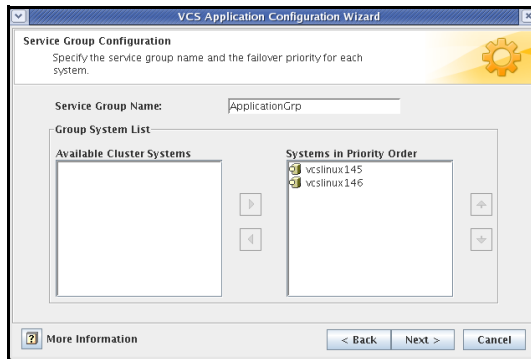 VCS Application Configuration Wizard
Service Group Configuration
Specify the service group name and the failover priority for each
system.
Service Group Name: ApplicationGrp
Group System List
Available Cluster Systems
Systems in Priority Order
vcslinux145
vcslinux146
? More Information
< Back
Next >
Cancel